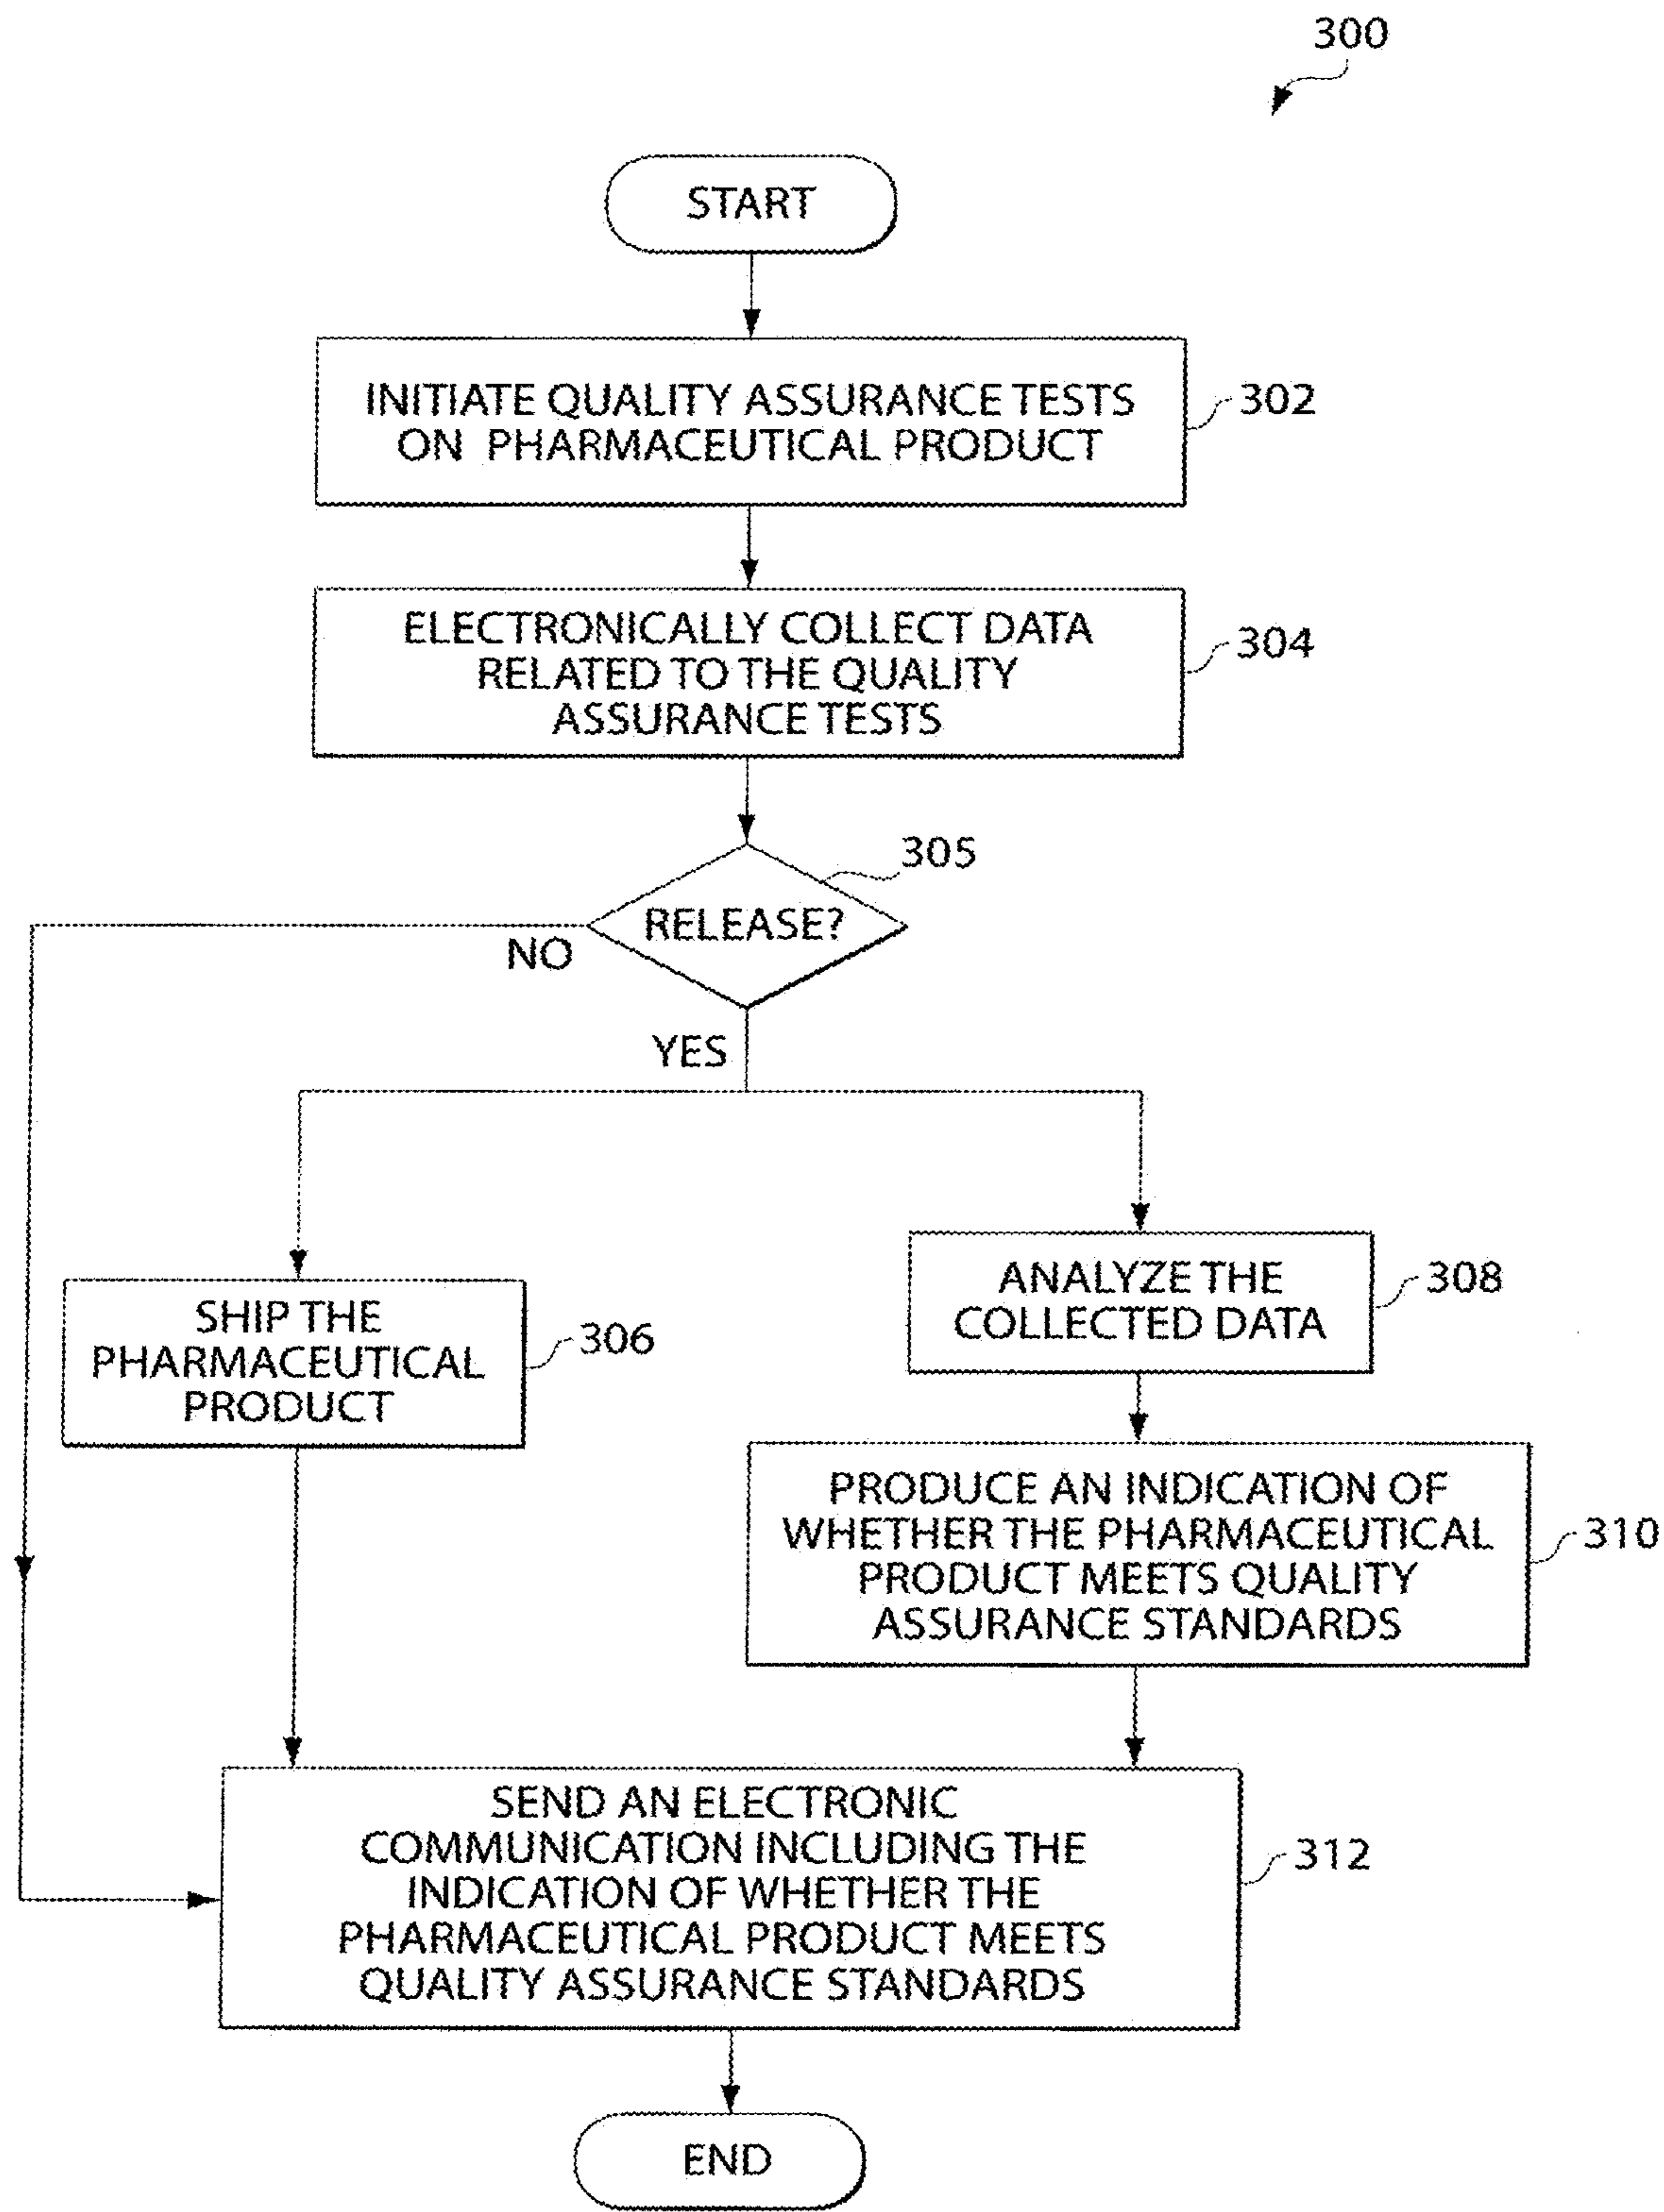 300
START
INITIATE QUALITY ASSURANCE TESTS
ON PHARMACEUTICAL PRODUCT
302
ELECTRONICALLY COLLECT DATA
RELATED TO THE QUALITY
ASSURANCE TESTS
304
305
RELEASE?
NO
YES
SHIP THE
PHARMACEUTICAL
PRODUCT
306
ANALYZE THE
COLLECTED DATA
308
PRODUCE AN INDICATION OF
WHETHER THE PHARMACEUTICAL
PRODUCT MEETS QUALITY
ASSURANCE STANDARDS
310
SEND AN ELECTRONIC
COMMUNICATION INCLUDING THE
INDICATION OF WHETHER THE
PHARMACEUTICAL PRODUCT MEETS
QUALITY ASSURANCE STANDARDS
312
END